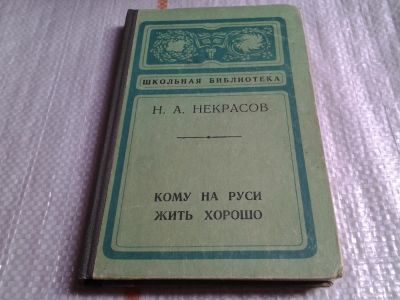 ШКОЛЬНАЯ БИБЛИОТЕКА
Н. А. НЕКРАСОВ
КОМУ НА РУСИ
ЖИТЬ ХОРОШО